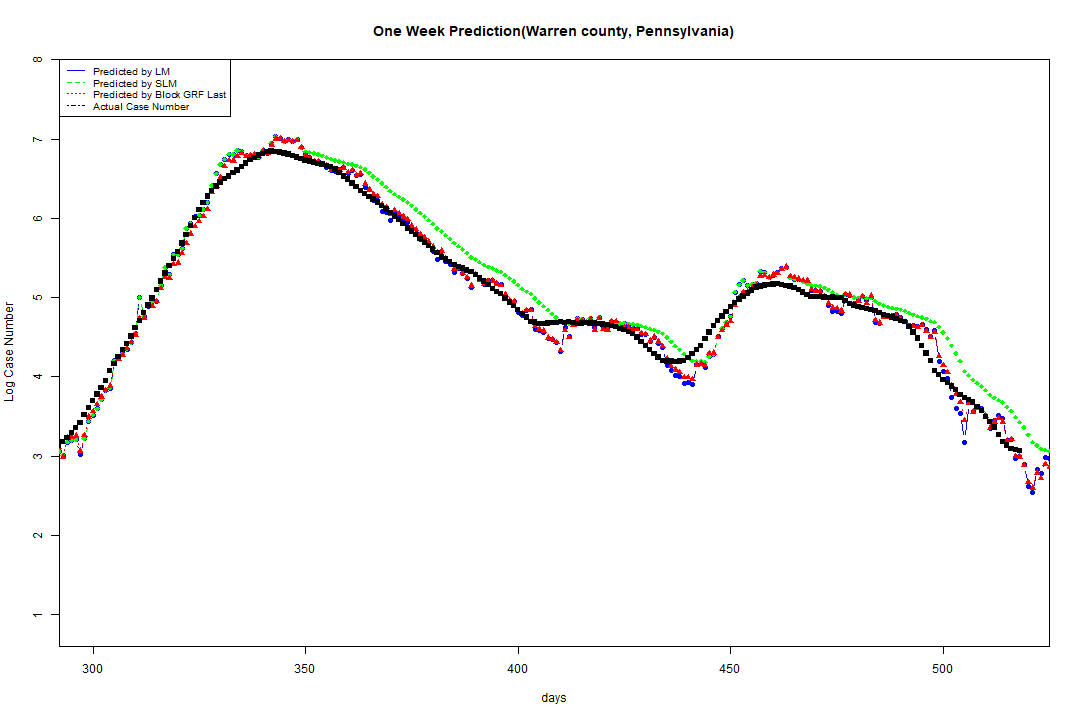 One Week Prediction(Warren county, Pennsylvania)
8
Predicted by LM
Predicted by SLM
Predicted by Block GRF Last
Actual Case Number
7
6
5
4
3
2
1
Log Case Number
300 350 400 450 500
days